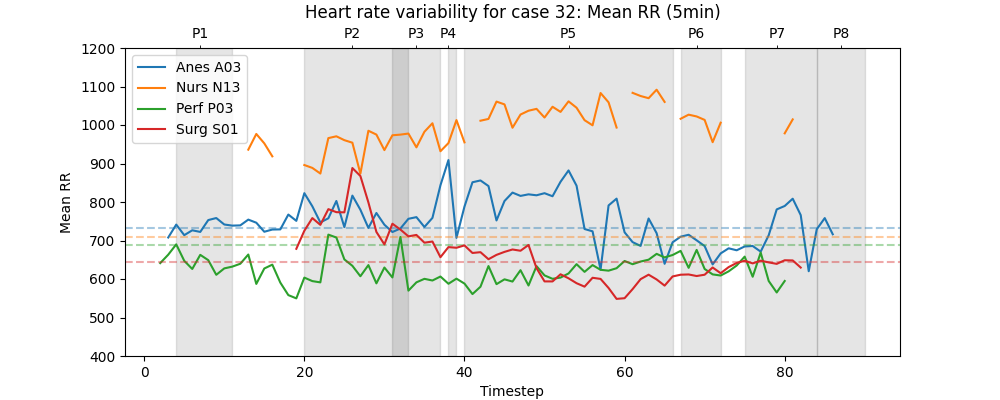 Heart rate variability for case 32: Mean RR (5min)
P1 P2 P3 P4 P5 P6 P7 P8
1200
1100
1000
900
800
700
600
500
400
Mean RR
Anes A03
Nurs N13
Perf P03
Surg S01
0 20 40 60 80
Timestep